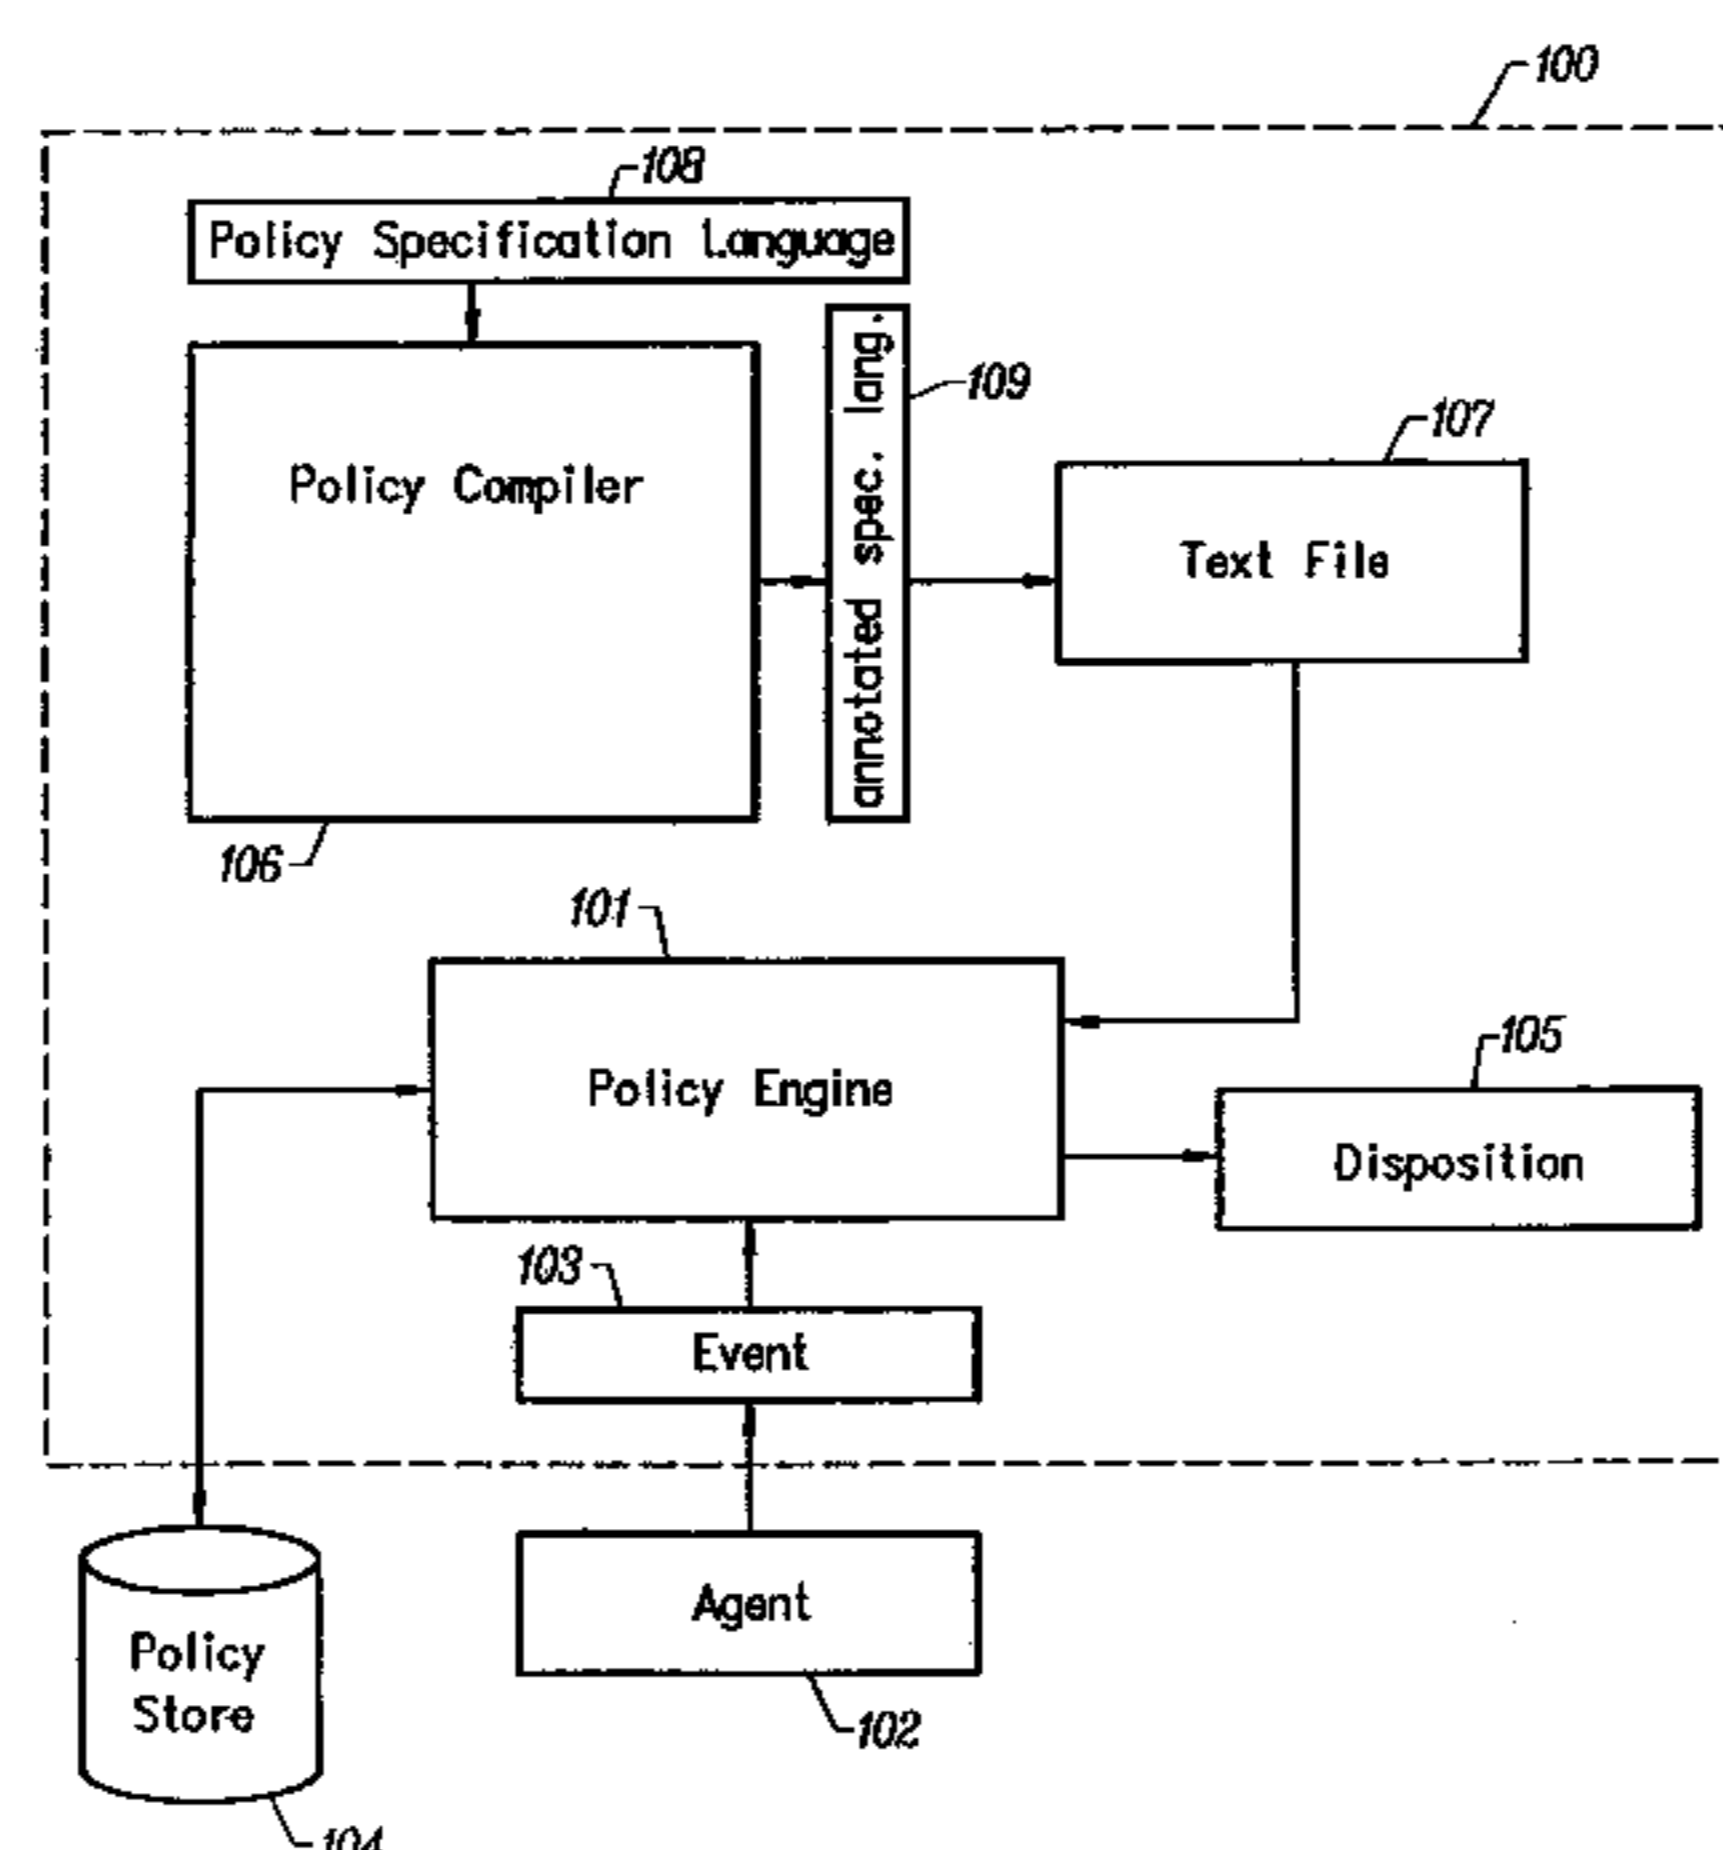 100
108
Policy Specification Language
annotated spec. lang.
109
107
Policy Compiler
Text File
106
101
Policy Engine
105
Disposition
103
Event
Agent
102
Policy
Store
104